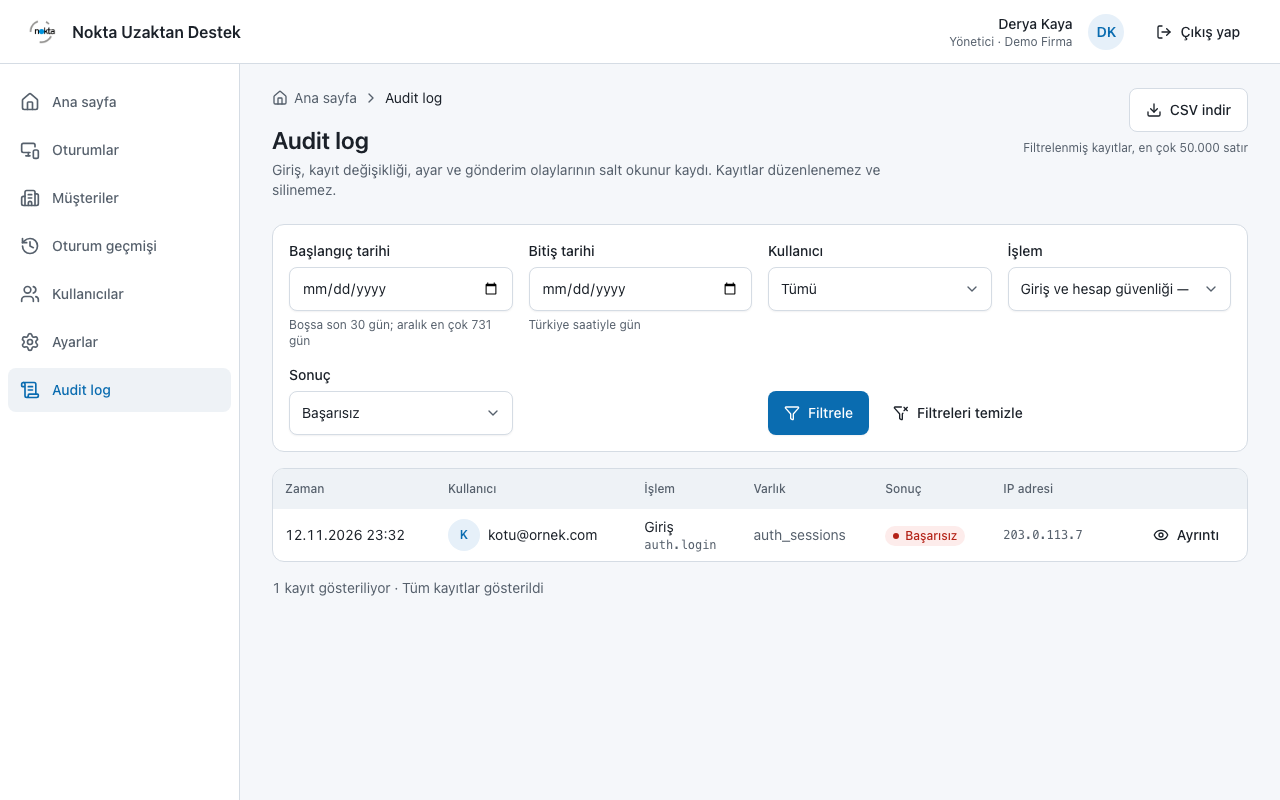 nokta
Nokta Uzaktan Destek
Derya Kaya
Yönetici · Demo Firma
DK
Çıkış yap
Ana sayfa
Oturumlar
Müşteriler
Oturum geçmişi
Kullanıcılar
Ayarlar
Audit log
Ana sayfa
Audit log
CSV indir
Filtrelenmiş kayıtlar, en çok 50.000 satır
Audit log
Giriş, kayıt değişikliği, ayar ve gönderim olaylarının salt okunur kaydı. Kayıtlar düzenlenemez ve
silinemez.
Başlangıç tarihi
Bitiş tarihi
Kullanıcı
İşlem
mm/dd/yyyy
mm/dd/yyyy
Tümü
Giriş ve hesap güvenliği —
Boşsa son 30 gün; aralık en çok 731
gün
Türkiye saatiyle gün
Sonuç
Başarısız
Filtrele
Filtreleri temizle
Zaman Kullanıcı İşlem Varlık Sonuç IP adresi
12.11.2026 23:32 K kotu@ornek.com Giriş auth_sessions Başarısız 203.0.113.7 Ayrıntı
auth.login
1 kayıt gösteriliyor · Tüm kayıtlar gösterildi